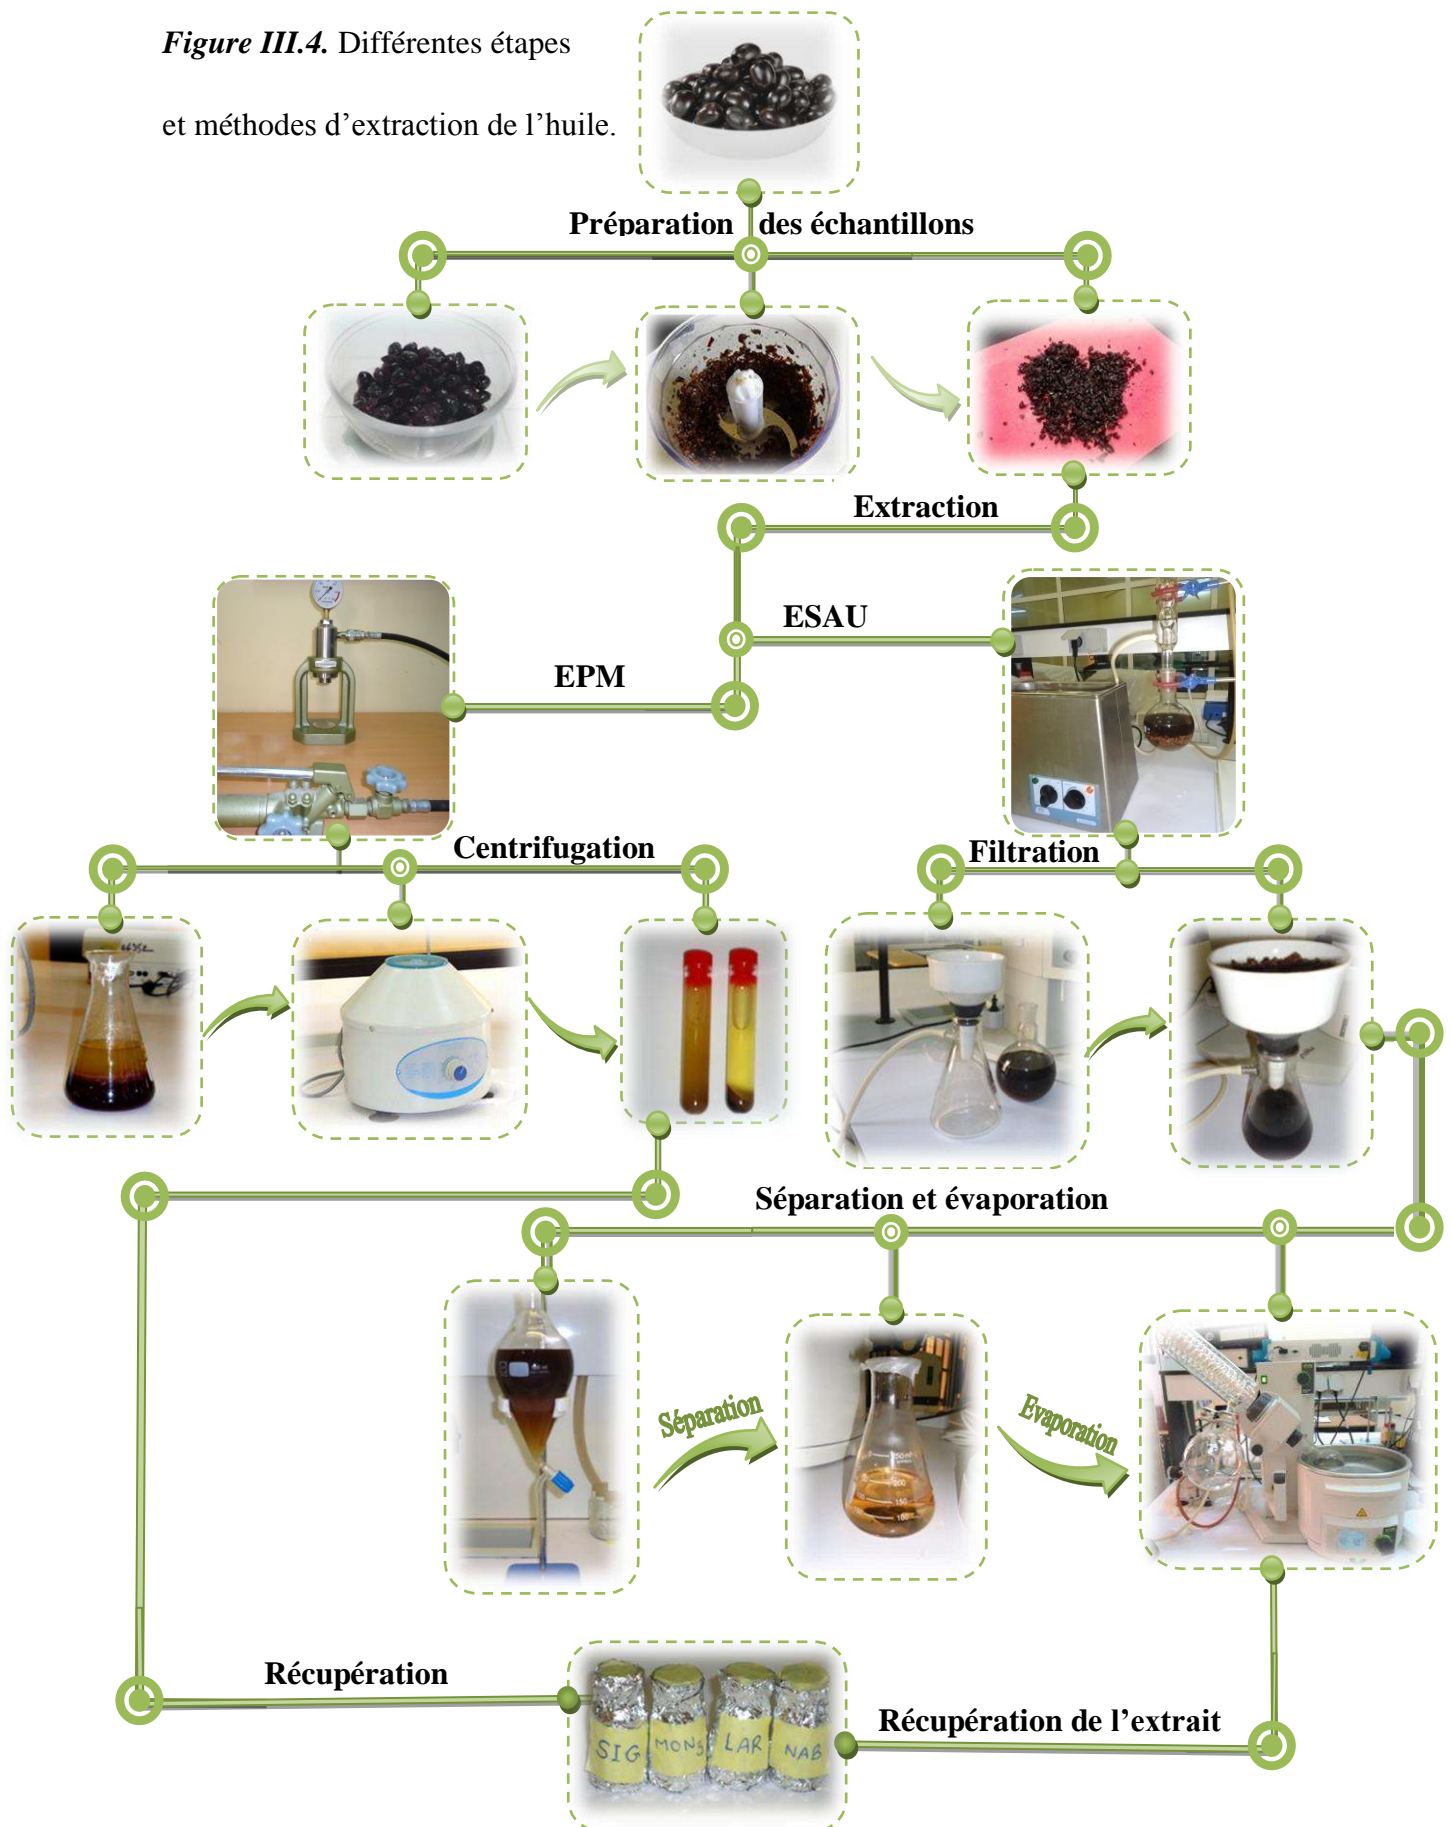 Figure III.4. Différentes étapes
et méthodes d’extraction de l’huile.
Préparation des échantillons
Extraction
ESAU
EPM
Centrifugation
Filtration
Séparation et évaporation
Séparation
Evaporation
Récupération
Récupération de l’extrait
SIG
MONS
LAR
NAB